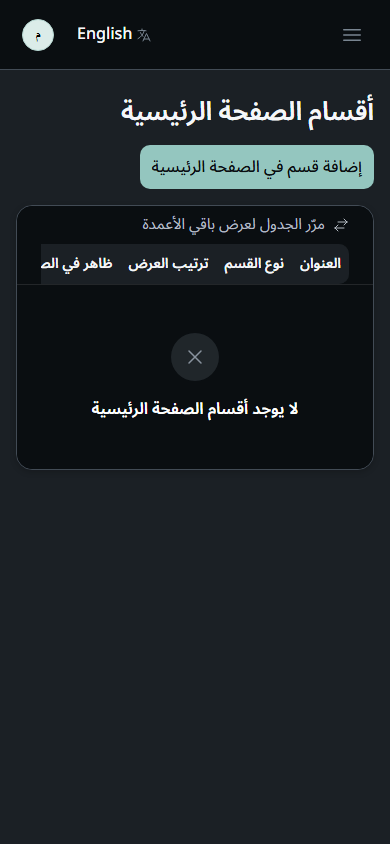 English
م
أقسام الصفحة الرئيسية
إضافة قسم في الصفحة الرئيسية
مرّر الجدول لعرض باقي الأعمدة
العنوان نوع القسم ترتيب العرض ظاهر في الص
لا يوجد أقسام الصفحة الرئيسية